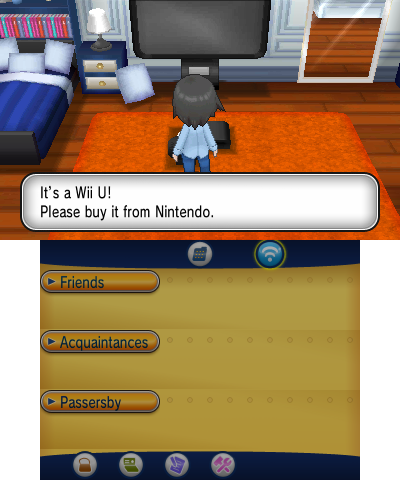 It's a Wii U!
Please buy it from Nintendo.
Friends
Acquaintances
Passersby